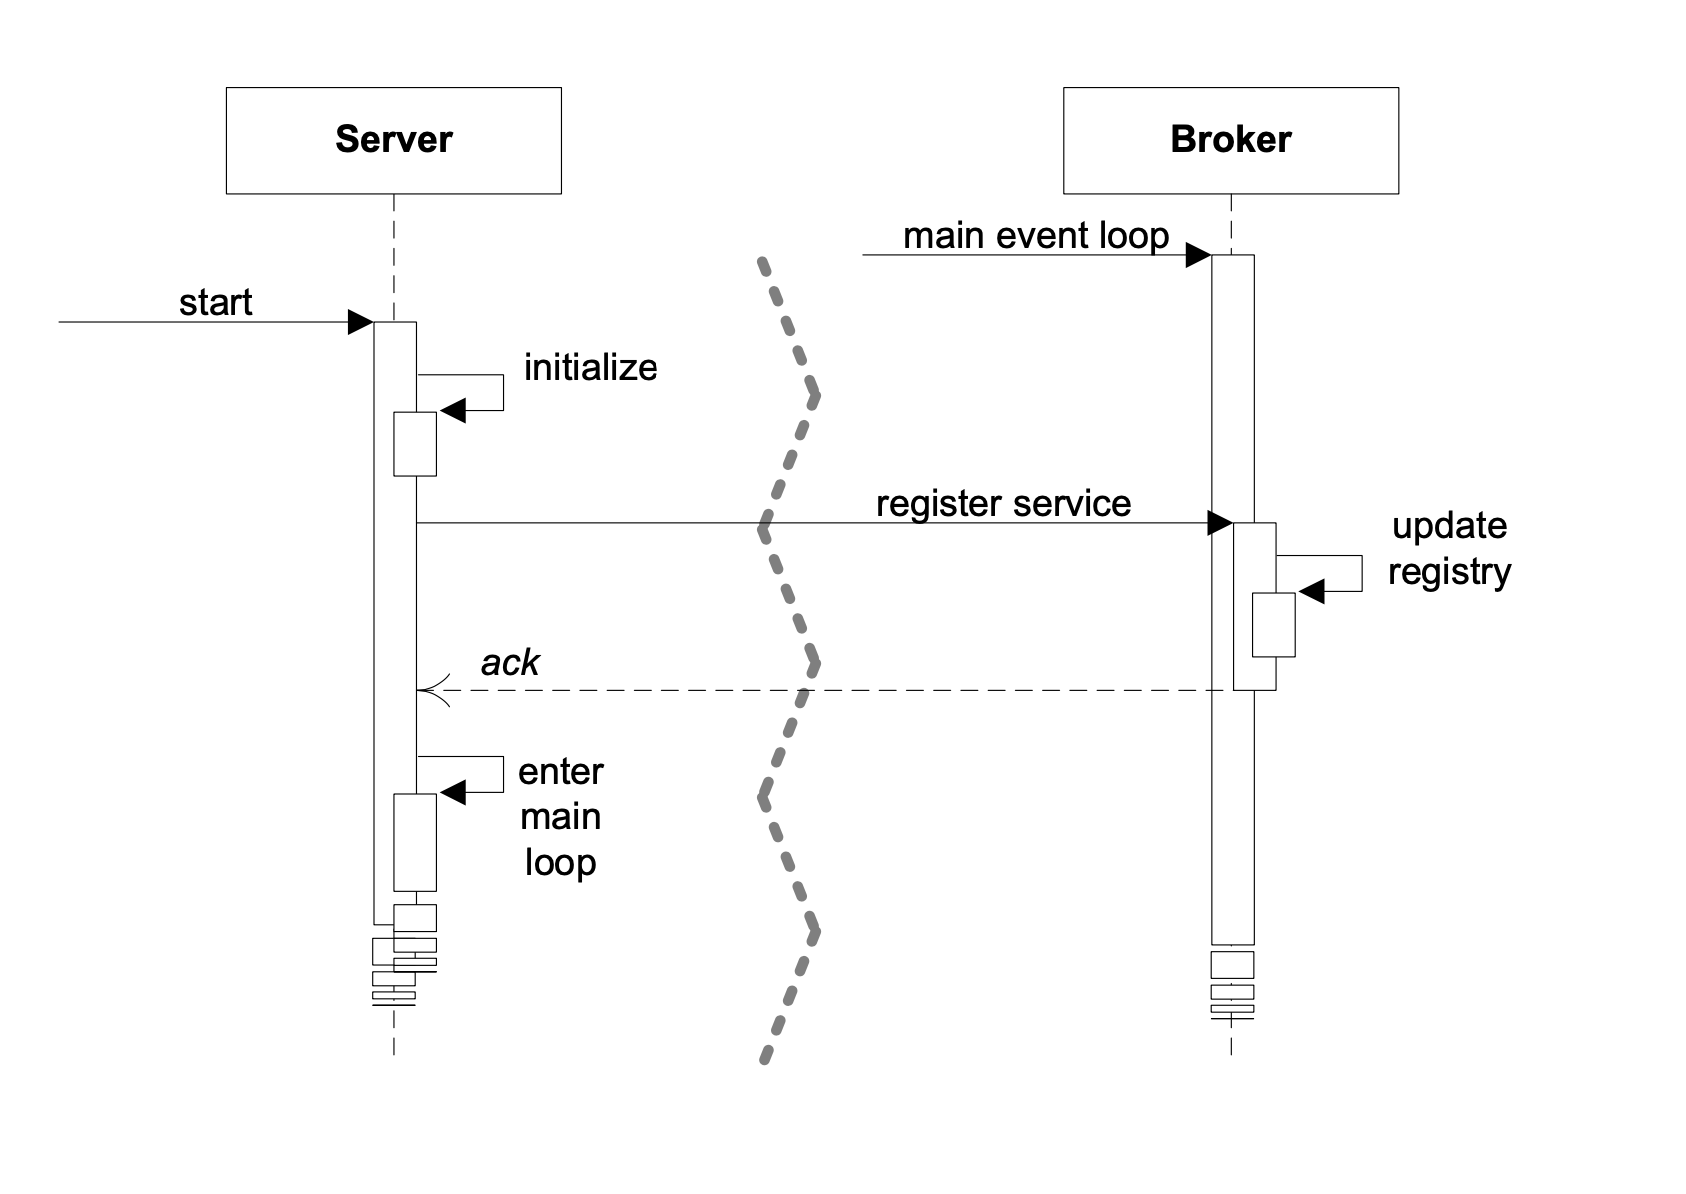 Server
Broker
main event loop
start
initialize
register service
update
registry
ack
enter
main
loop